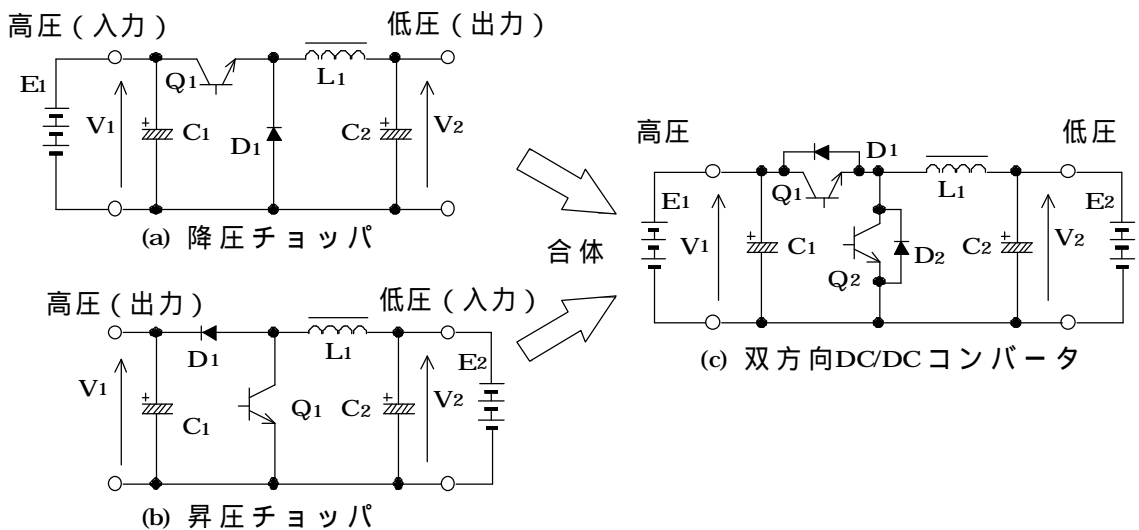 高圧(入力)
低圧(出力)
E1
V1
+
C1
Q1
D1
L1
C2
+
V2
(a) 降圧チョッパ
高圧(出力)
低圧(入力)
V1
+
C1
D1
Q1
L1
C2
+
V2
E2
(b) 昇圧チョッパ
合体
高圧
低圧
E1
V1
+
C1
Q1
D1
Q2
D2
L1
C2
+
V2
E2
(c) 双方向DC/DCコンバータ